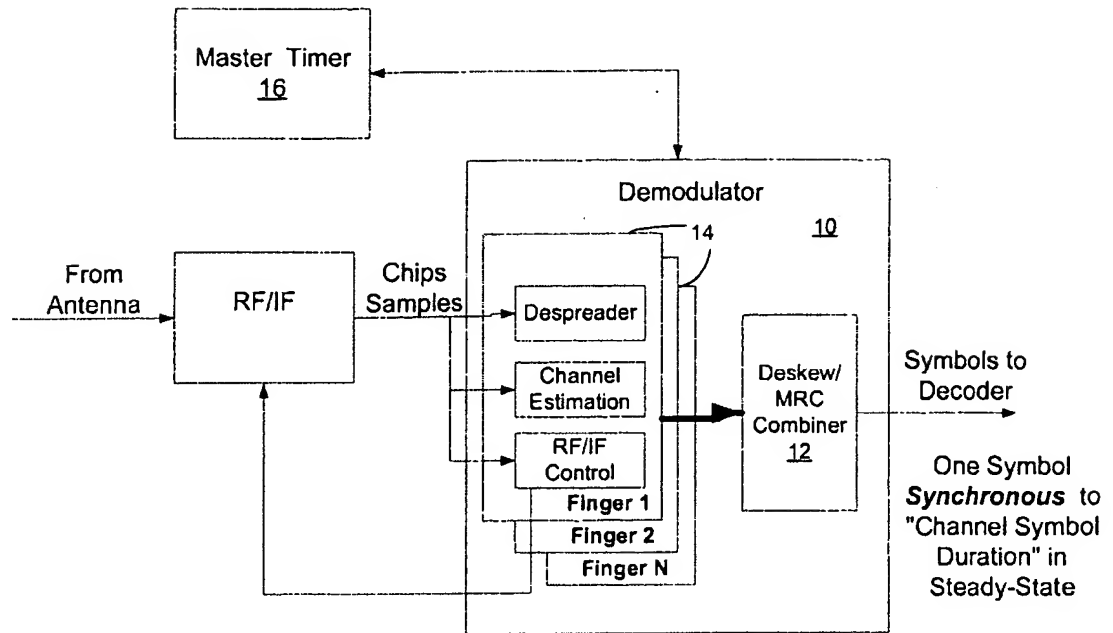 Master Timer
16
Demodulator
10
14
From
Antenna
RF/IF
Chips
Samples
Despreader
Channel
Estimation
RF/IF
Control
Finger 1
Finger 2
Finger N
Deskew/
MRC
Combiner
12
Symbols to
Decoder
One Symbol
Synchronous to
"Channel Symbol
Duration" in
Steady-State